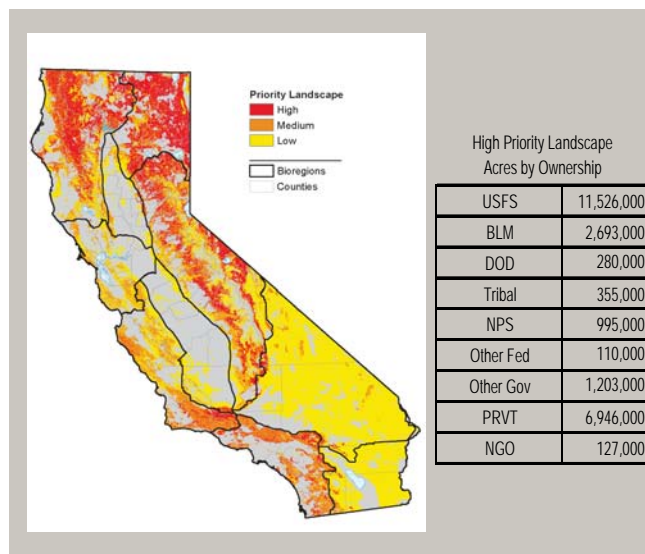 Priority Landscape
High
Medium
Low
Bioregions
Counties
High Priority Landscape
Acres by Ownership
USFS 11,526,000
BLM 2,693,000
DOD 280,000
Tribal 355,000
NPS 995,000
Other Fed 110,000
Other Gov 1,203,000
PRVT 6,946,000
NGO 127,000